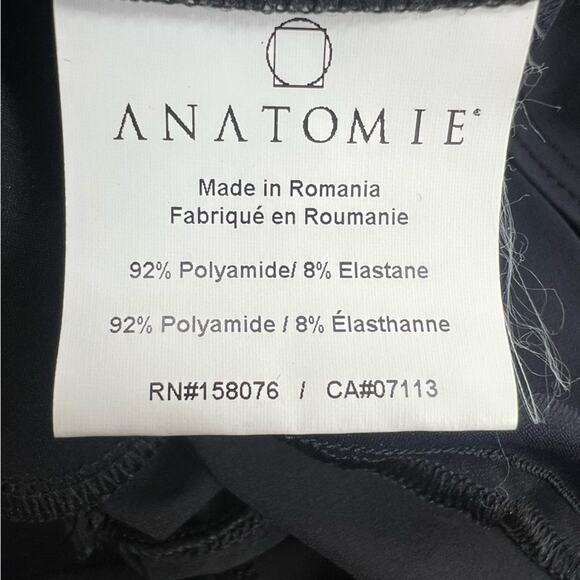 ANATOMIE®
Made in Romania
Fabriqué en Roumanie
92% Polyamide/ 8% Elastane
92% Polyamide / 8% Élasthanne
RN#158076 / CA#07113